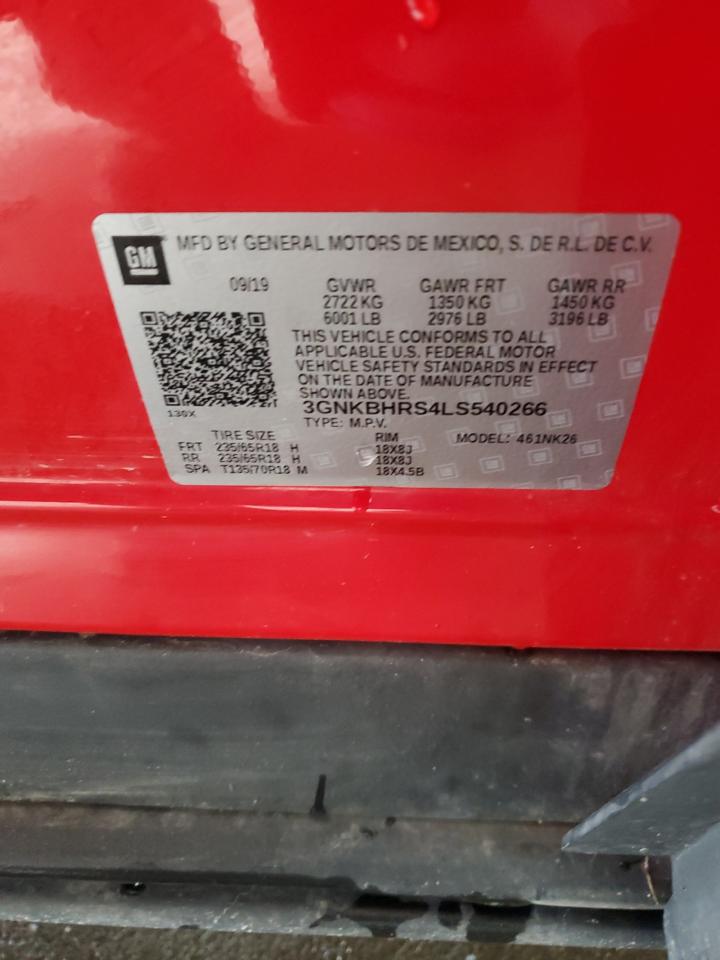 GM MFD BY GENERAL MOTORS DE MEXICO, S. DE R.L. DE C.V.
09/19 GVWR GAWR FRT GAWR RR
2722 KG 1350 KG 1450 KG
6001 LB 2976 LB 3196 LB
THIS VEHICLE CONFORMS TO ALL
APPLICABLE U.S. FEDERAL MOTOR
VEHICLE SAFETY STANDARDS IN EFFECT
ON THE DATE OF MANUFACTURE
SHOWN ABOVE.
130X 3GNKBHRS4LS540266
TYPE: M.P.V.
TIRE SIZE RIM MODEL: 461NK26
FRT 235/65R18 H 18X8J
RR 235/65R18 H 18X8J
SPA T135/70R18 M 18X4.5B